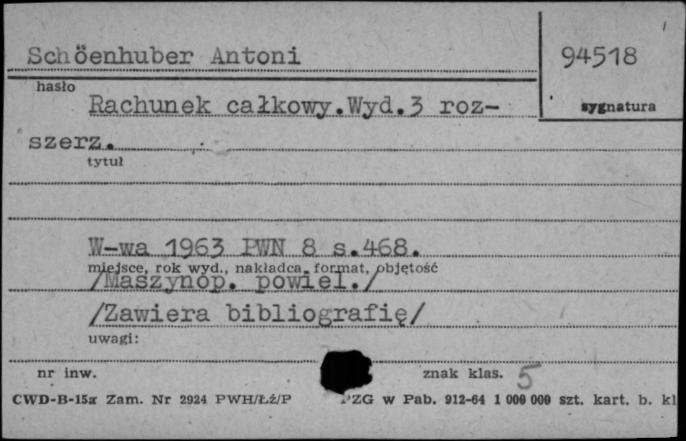 Schöenhuber Antoni
94518
hasło
sygnatura
Rachunek całkowy.Wyd.3 roz-
szerz.
tytuł
W-wa 1963 PWN 8 s.468.
miejsce, rok wyd., nakładca, format, objętość
/Maszynop. powiel./
/Zawiera bibliografię/
uwagi:
nr inw.
znak klas. 5
CWD-B-15a Zam. Nr 2924 PWH/Łź/P PZG w Pab. 912-64 1 000 000 szt. kart. b. kl